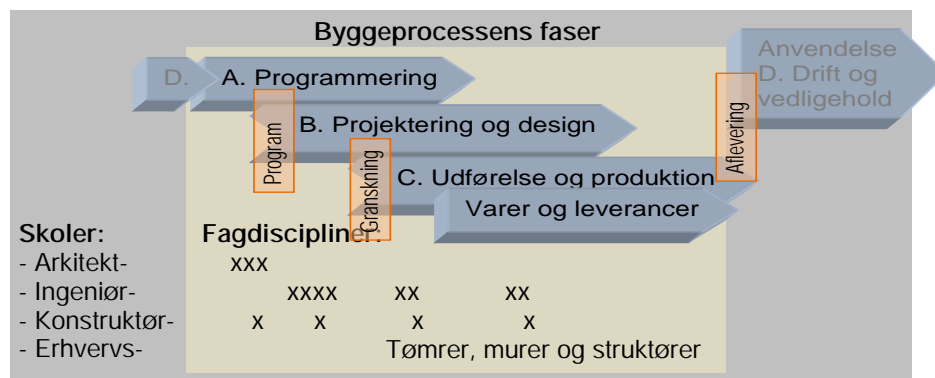 Byggeprocessens faser
Anvendelse
D. Drift og
vedligehold
D.
A. Programmering
B. Projektering og design
C. Udførelse og produktion
Varer og leverancer
Program
Granskning
Aflevering
Skoler:
Fagdiscipliner:
- Arkitekt-
xxx
- Ingeniør-
xxxx xx xx
- Konstruktør-
x x x x
- Erhvervs-
Tømrer, murer og struktører